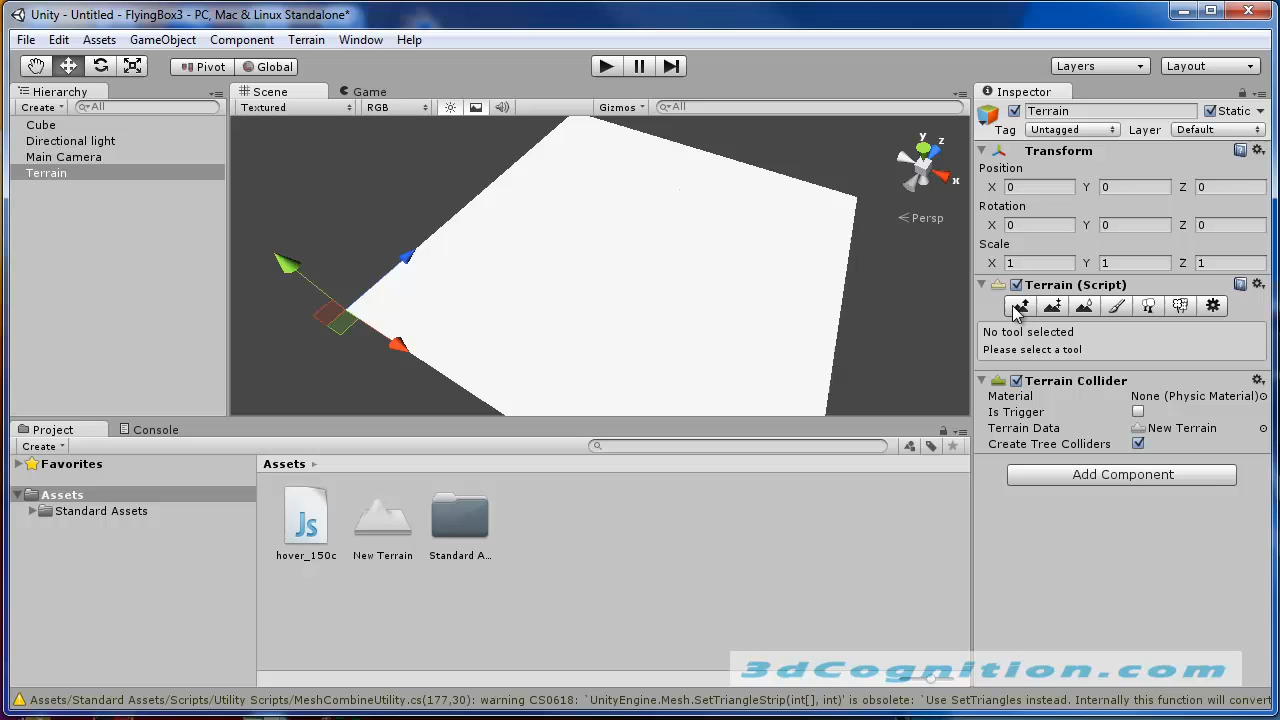 Unity - Untitled - FlyingBox3 - PC, Mac & Linux Standalone*
File Edit Assets GameObject Component Terrain Window Help
Pivot Global Layers Layout
Hierarchy
Create All
Cube
Directional light
Main Camera
Terrain
Scene Game
Textured RGB Gizmos All
y
z
x
Persp
Inspector
Terrain Static
Tag Untagged Layer Default
Transform
Position
X 0 Y 0 Z 0
Rotation
X 0 Y 0 Z 0
Scale
X 1 Y 1 Z 1
Terrain (Script)
No tool selected
Please select a tool
Terrain Collider
Material None (Physic Material)
Is Trigger
Terrain Data New Terrain
Create Tree Colliders
Add Component
Project Console
Create
Favorites
Assets
Standard Assets
Assets
Js
hover_150c New Terrain Standard A...
3dCognition.com
Assets/Standard Assets/Scripts/Utility Scripts/MeshCombineUtility.cs(177,30): warning CS0618: `UnityEngine.Mesh.SetTriangleStrip(int[], int)' is obsolete: `Use SetTriangles instead. Internally this function will convert